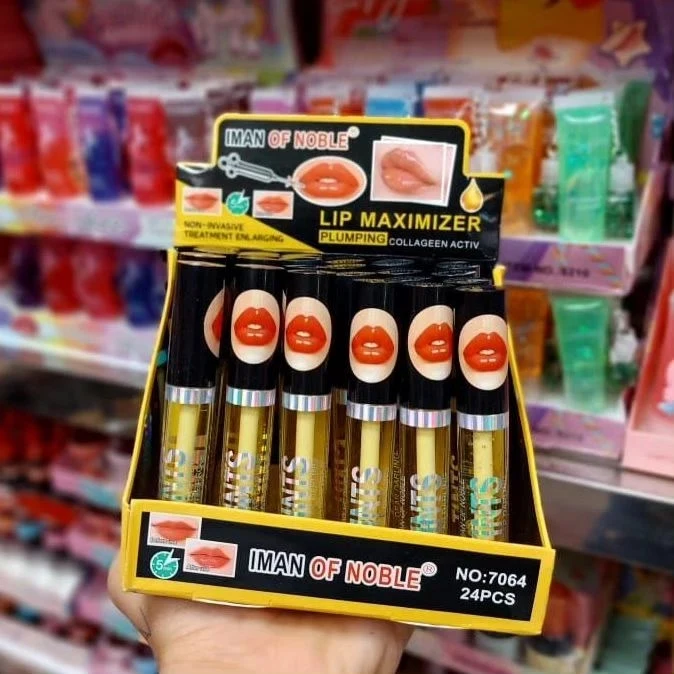 IMAN OF NOBLE®
NON-INVASIVE
TREATMENT ENLARGING
LIP MAXIMIZER
PLUMPING COLLAGEEN ACTIV
IMAN OF NOBLE®
NO:7064
24PCS